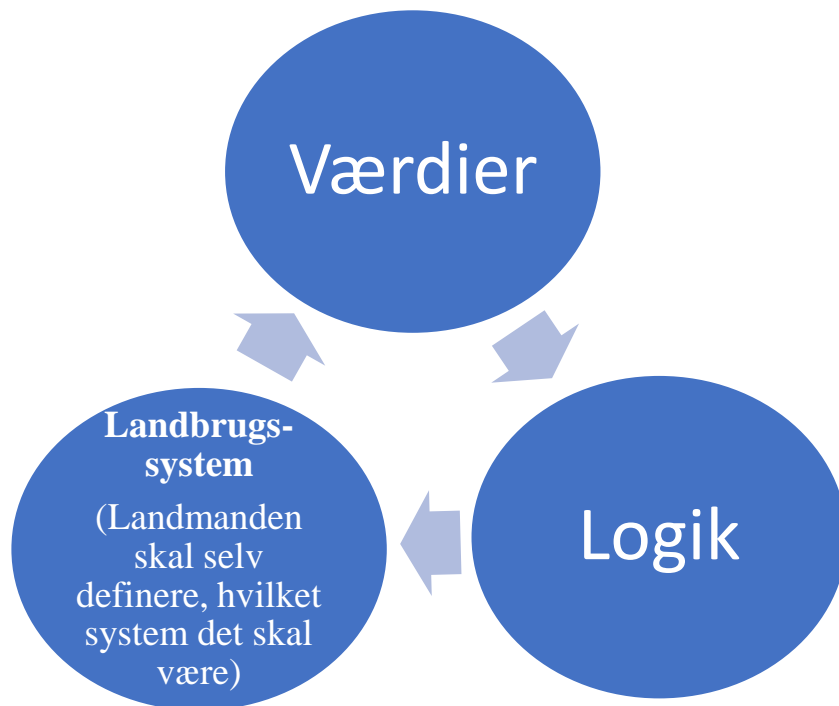 Værdier
Logik
Landbrugs-
system
(Landmanden
skal selv
definere, hvilket
system det skal
være)